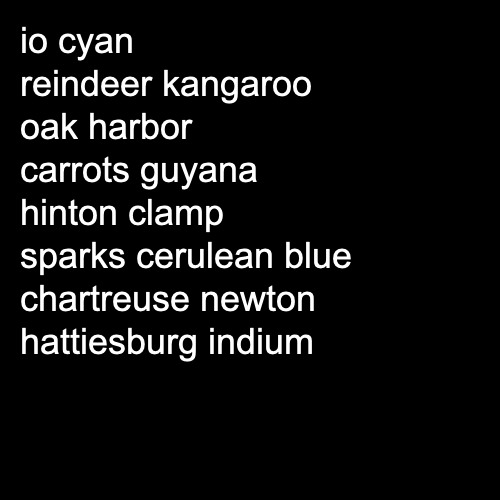 io cyan
reindeer kangaroo
oak harbor
carrots guyana
hinton clamp
sparks cerulean blue
chartreuse newton
hattiesburg indium